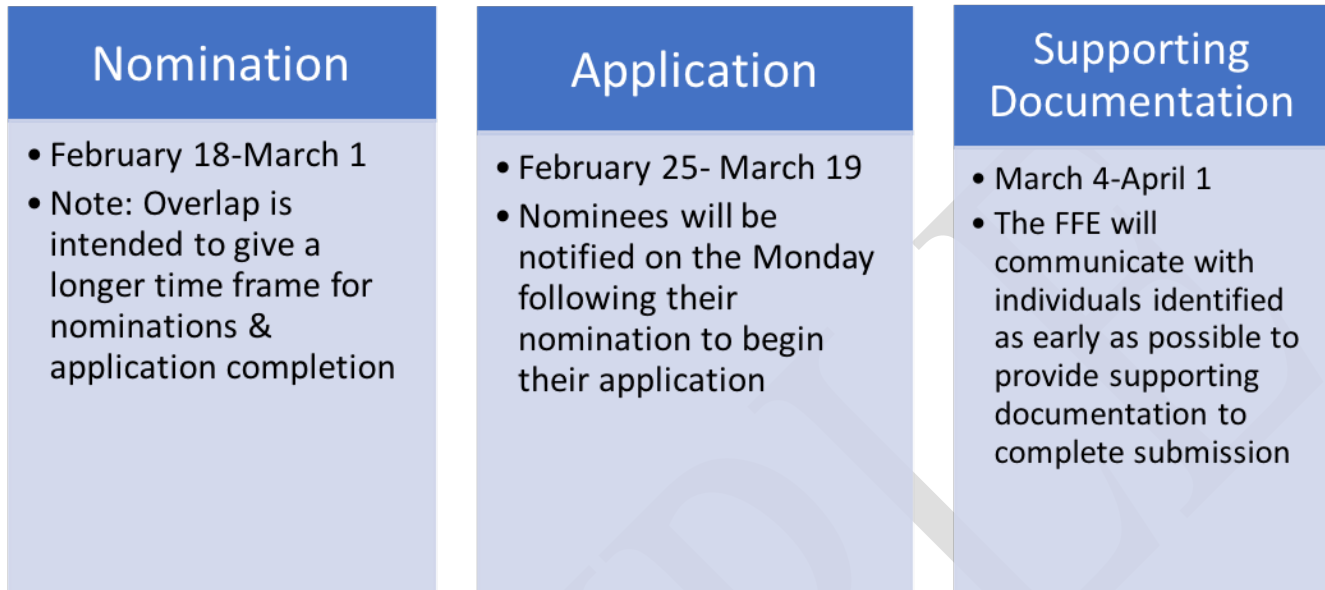 Nomination
• February 18-March 1
• Note: Overlap is
intended to give a
longer time frame for
nominations &
application completion
Application
• February 25- March 19
• Nominees will be
notified on the Monday
following their
nomination to begin
their application
Supporting
Documentation
• March 4-April 1
• The FFE will
communicate with
individuals identified
as early as possible to
provide supporting
documentation to
complete submission